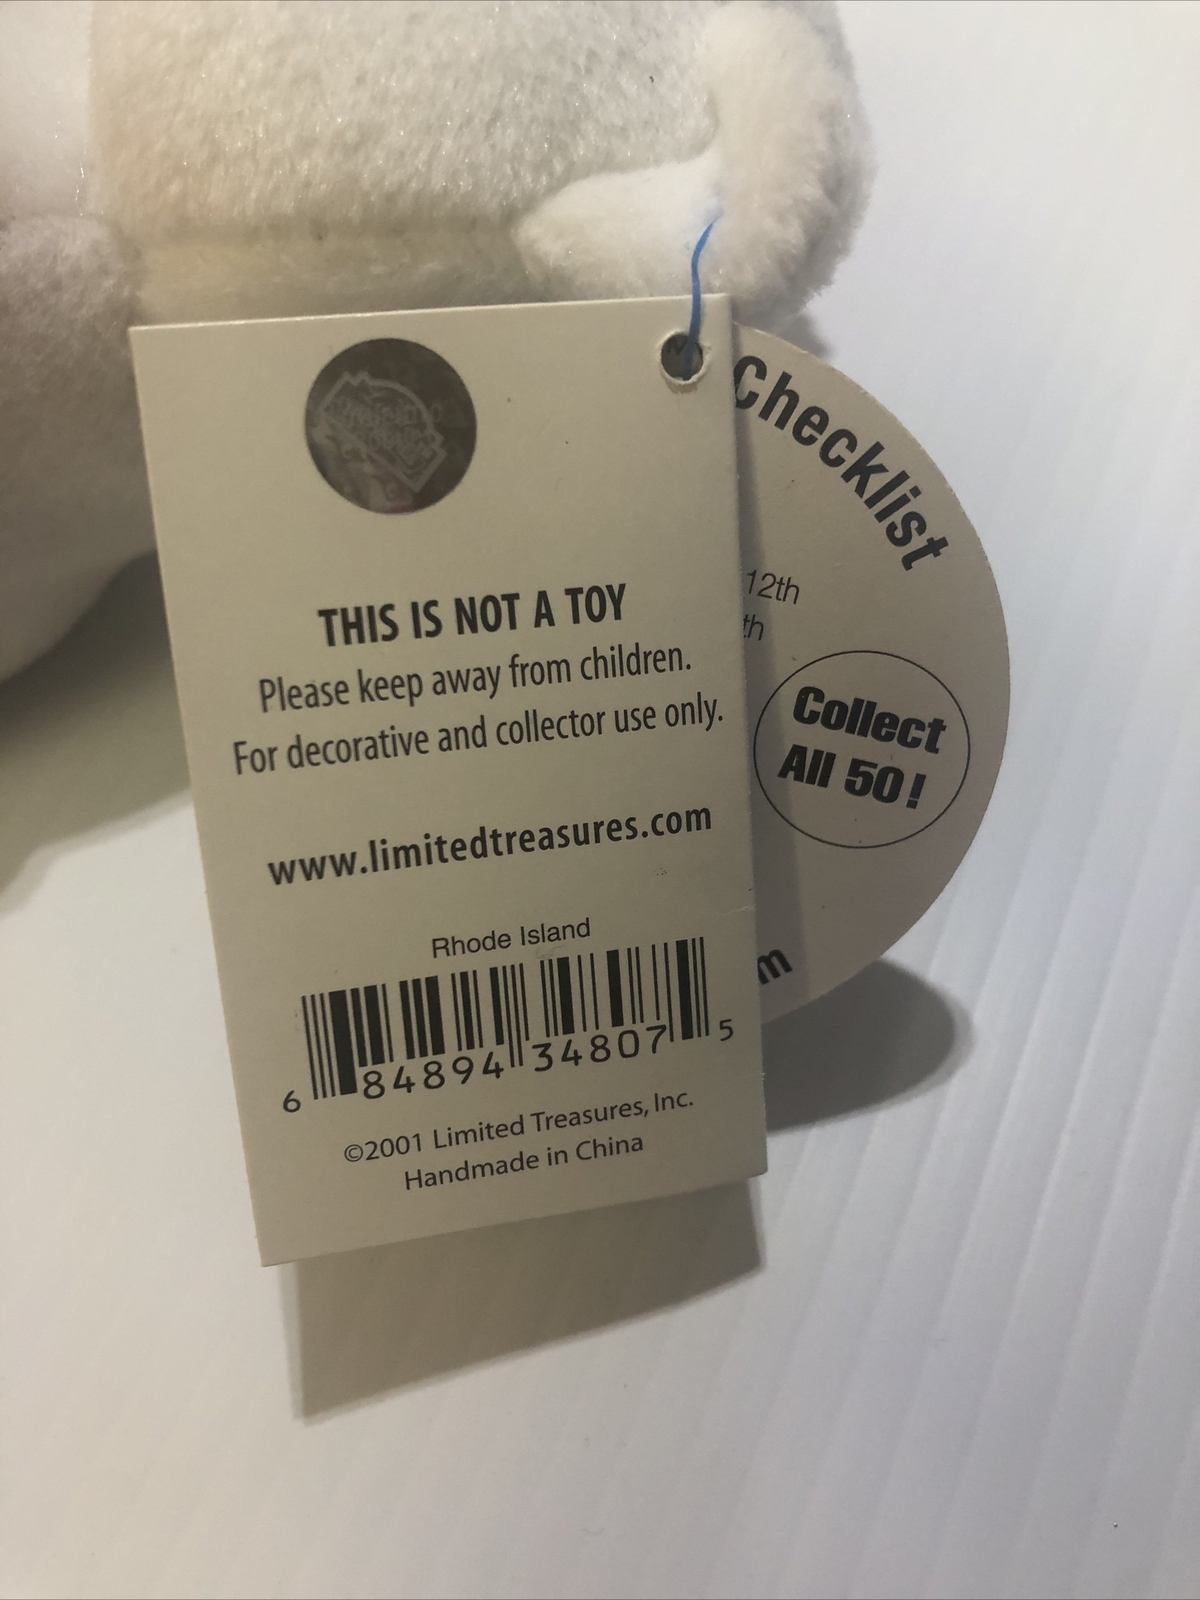 THIS IS NOT A TOY
Please keep away from children.
For decorative and collector use only.
www.limitedtreasures.com
Rhode Island
6 84894 34807 5
©2001 Limited Treasures, Inc.
Handmade in China
Checklist
12th
th
Collect
All 50!
m